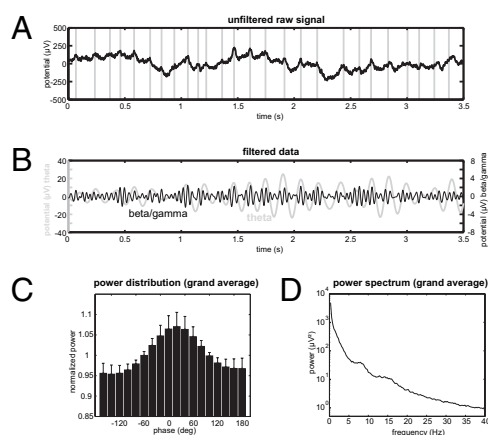 A
unfiltered raw signal
potential (µV)
500
250
0
-250
-500
0 0.5 1 1.5 2 2.5 3 3.5
time (s)
B
filtered data
potential (µV) theta
40
20
0
-20
-40
beta/gamma
theta
8
4
0
-4
-8
potential (µV) beta/gamma
0 0.5 1 1.5 2 2.5 3 3.5
time (s)
C
power distribution (grand average)
normalized power
1.1
1.05
1
0.95
0.9
0.85
-120 -60 0 60 120 180
phase (deg)
D
power spectrum (grand average)
power (µV²)
10⁴
10³
10²
10¹
10⁰
0 5 10 15 20 25 30 35 40
frequency (Hz)